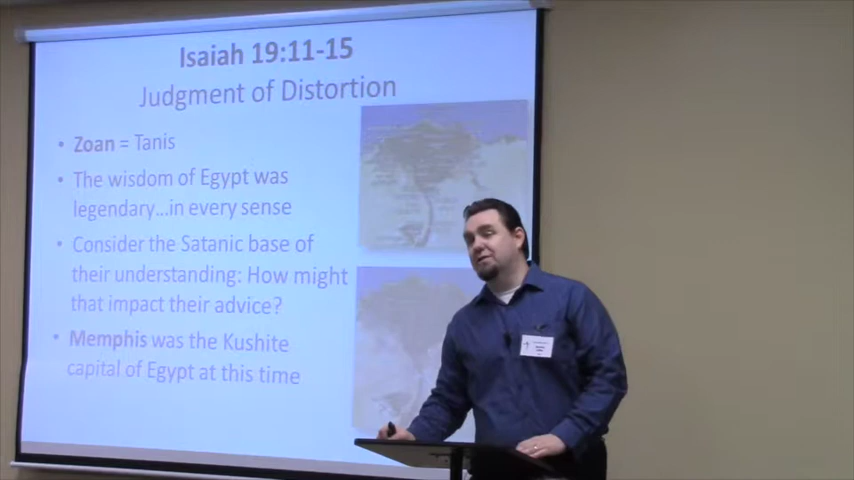 Isaiah 19:11-15
Judgment of Distortion
• Zoan = Tanis
• The wisdom of Egypt was
legendary...in every sense
• Consider the Satanic base of
their understanding: How might
that impact their advice?
• Memphis was the Kushite
capital of Egypt at this time